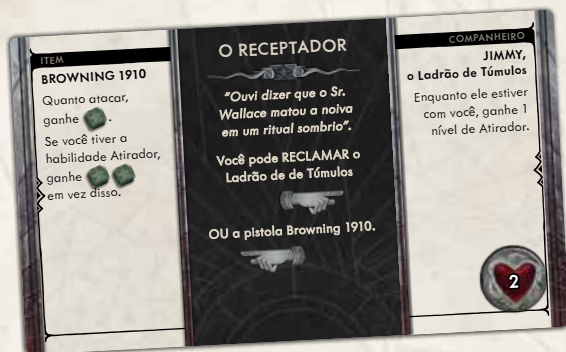 ITEM
BROWNING 1910
Quanto atacar,
ganhe .
Se você tiver a
habilidade Atirador,
ganhe
em vez disso.
O RECEPTADOR
“Ouvi dizer que o Sr.
Wallace matou a noiva
em um ritual sombrio”.
Você pode RECLAMAR o
Ladrão de de Túmulos
OU a pistola Browning 1910.
COMPANHEIRO
JIMMY,
o Ladrão de Túmulos
Enquanto ele estiver
com você, ganhe 1
nível de Atirador.
2